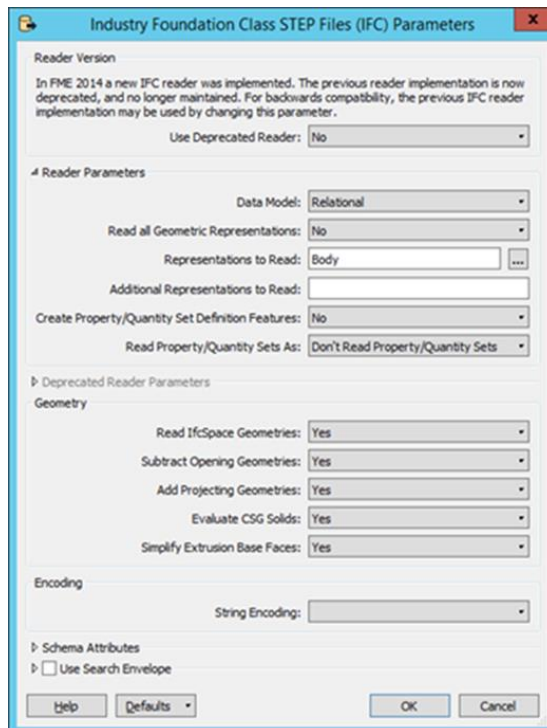 Industry Foundation Class STEP Files (IFC) Parameters
x
Reader Version
In FME 2014 a new IFC reader was implemented. The previous reader implementation is now
deprecated, and no longer maintained. For backwards compatibility, the previous IFC reader
implementation may be used by changing this parameter.
Use Deprecated Reader: No
Reader Parameters
Data Model: Relational
Read all Geometric Representations: No
Representations to Read: Body ...
Additional Representations to Read:
Create Property/Quantity Set Definition Features: No
Read Property/Quantity Sets As: Don't Read Property/Quantity Sets
Deprecated Reader Parameters
Geometry
Read IfcSpace Geometries: Yes
Subtract Opening Geometries: Yes
Add Projecting Geometries: Yes
Evaluate CSG Solids: Yes
Simplify Extrusion Base Faces: Yes
Encoding
String Encoding:
Schema Attributes
Use Search Envelope
Help Defaults OK Cancel